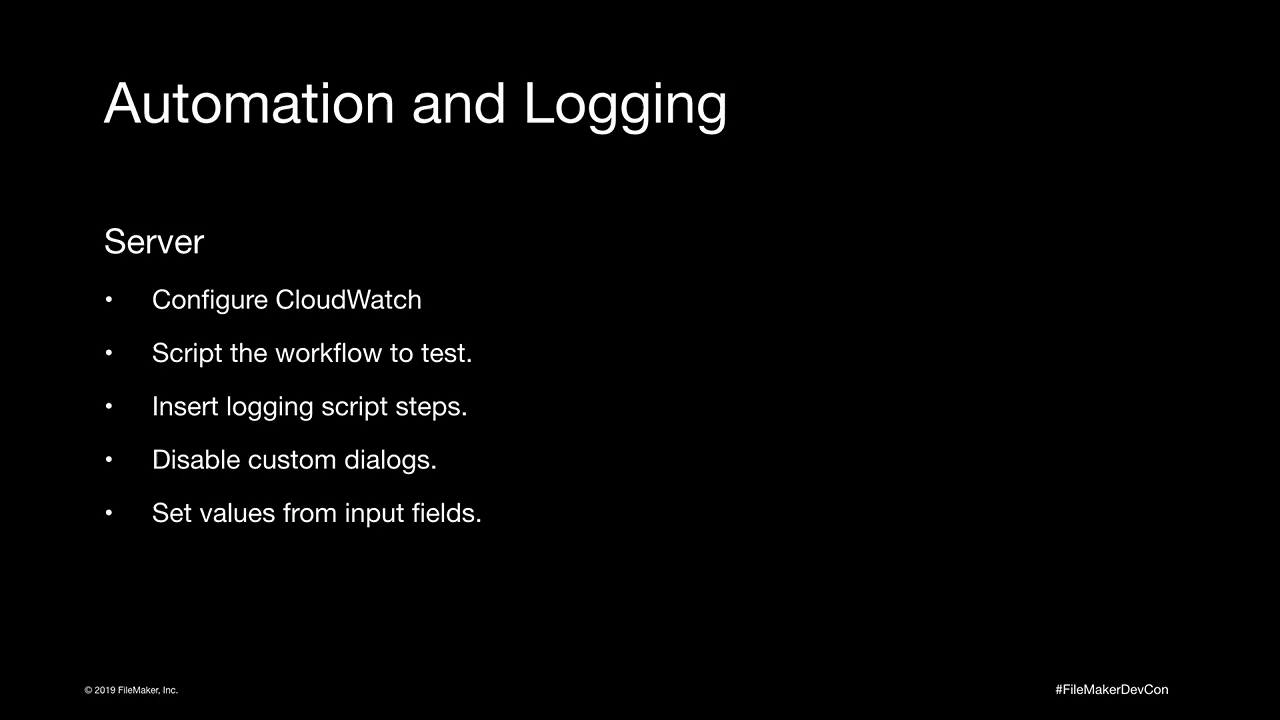 Automation and Logging
Server
• Configure CloudWatch
• Script the workflow to test.
• Insert logging script steps.
• Disable custom dialogs.
• Set values from input fields.
© 2019 FileMaker, Inc.
#FileMakerDevCon